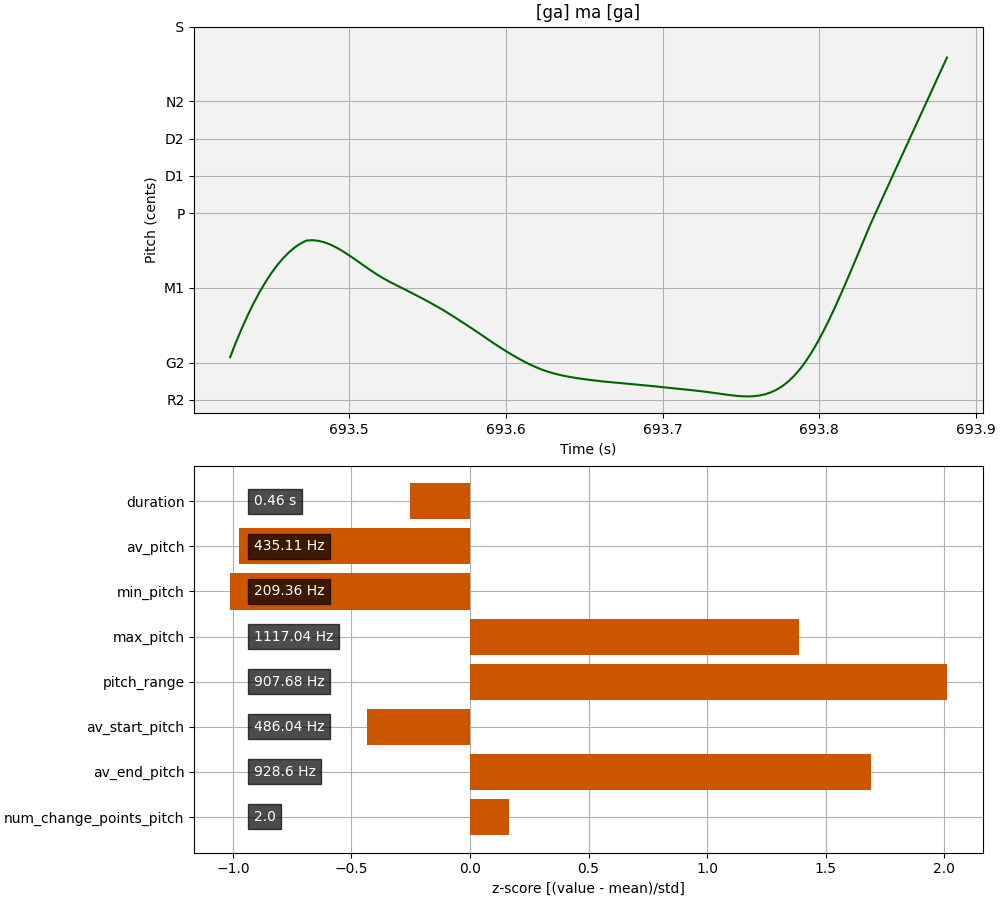 [ga] ma [ga]
S
N2
D2
D1
P
M1
G2
R2
Pitch (cents)
693.5 693.6 693.7 693.8 693.9
Time (s)
duration 0.46 s
av_pitch 435.11 Hz
min_pitch 209.36 Hz
max_pitch 1117.04 Hz
pitch_range 907.68 Hz
av_start_pitch 486.04 Hz
av_end_pitch 928.6 Hz
num_change_points_pitch 2.0
−1.0 −0.5 0.0 0.5 1.0 1.5 2.0
z-score [(value - mean)/std]